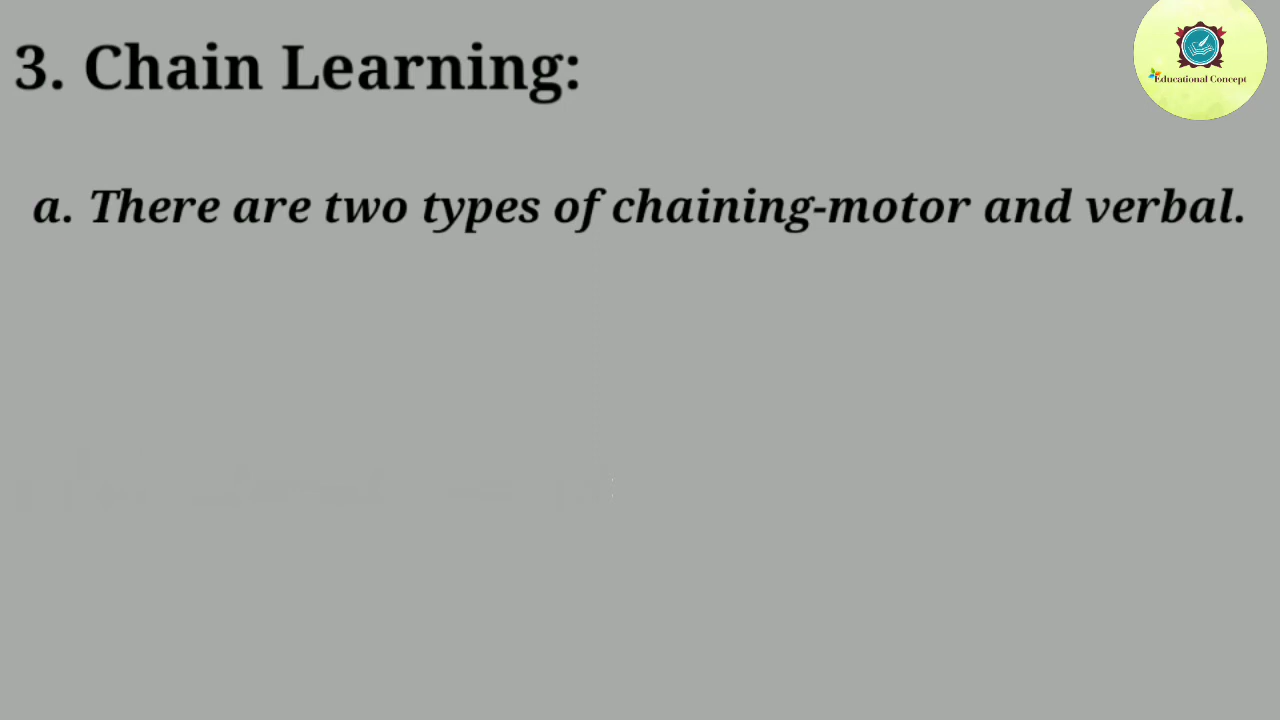 3. Chain Learning:
Educational Concept
a. There are two types of chaining-motor and verbal.